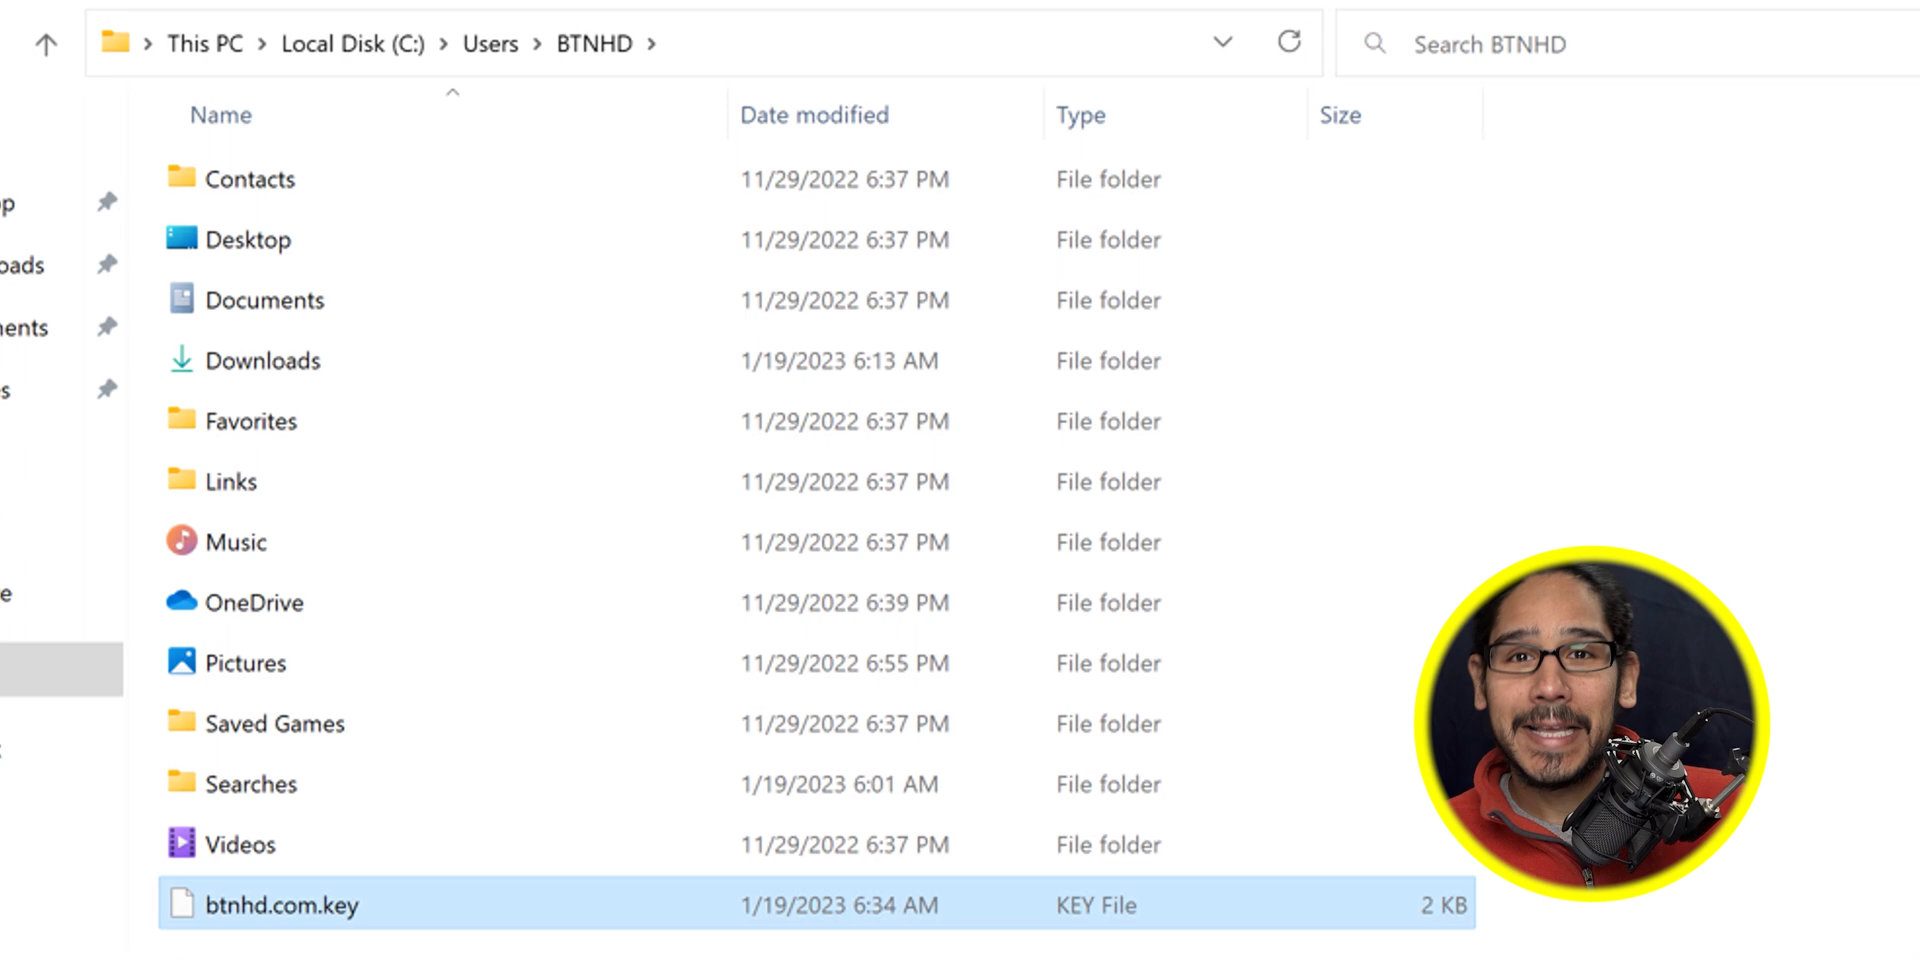 This PC > Local Disk (C:) > Users > BTNHD >
Search BTNHD
Name Date modified Type Size
Contacts 11/29/2022 6:37 PM File folder
Desktop 11/29/2022 6:37 PM File folder
Documents 11/29/2022 6:37 PM File folder
Downloads 1/19/2023 6:13 AM File folder
Favorites 11/29/2022 6:37 PM File folder
Links 11/29/2022 6:37 PM File folder
Music 11/29/2022 6:37 PM File folder
OneDrive 11/29/2022 6:39 PM File folder
Pictures 11/29/2022 6:55 PM File folder
Saved Games 11/29/2022 6:37 PM File folder
Searches 1/19/2023 6:01 AM File folder
Videos 11/29/2022 6:37 PM File folder
btnhd.com.key 1/19/2023 6:34 AM KEY File 2 KB